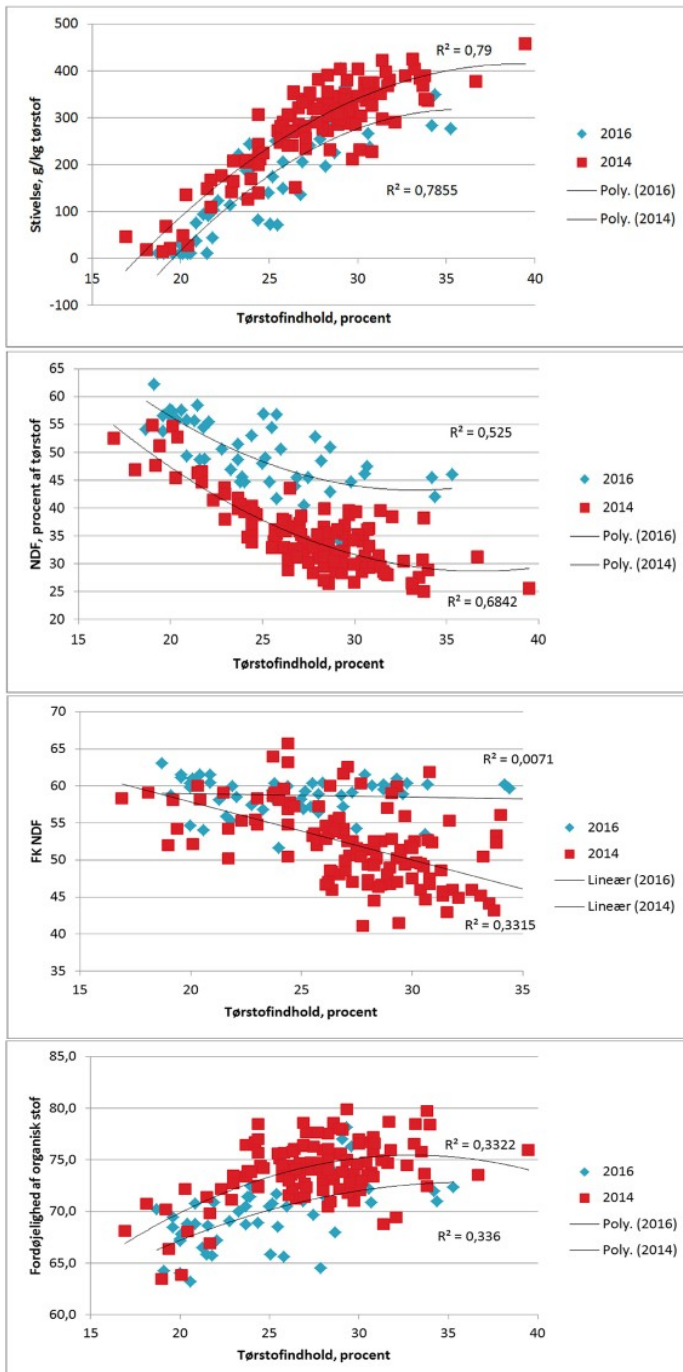 500
400
300
200
100
0
-100
Stivelse, g/kg tørstof
R² = 0,79
R² = 0,7855
15 20 25 30 35 40
Tørstofindhold, procent
2016
2014
Poly. (2016)
Poly. (2014)
65
60
55
50
45
40
35
30
25
20
NDF, procent af tørstof
R² = 0,525
R² = 0,6842
15 20 25 30 35 40
Tørstofindhold, procent
2016
2014
Poly. (2016)
Poly. (2014)
70
65
60
55
50
45
40
35
FK NDF
R² = 0,0071
R² = 0,3315
15 20 25 30 35
Tørstofindhold, procent
2016
2014
Lineær (2016)
Lineær (2014)
85,0
80,0
75,0
70,0
65,0
60,0
Fordøjelighed af organisk stof
R² = 0,3322
R² = 0,336
15 20 25 30 35 40
Tørstofindhold, procent
2016
2014
Poly. (2016)
Poly. (2014)